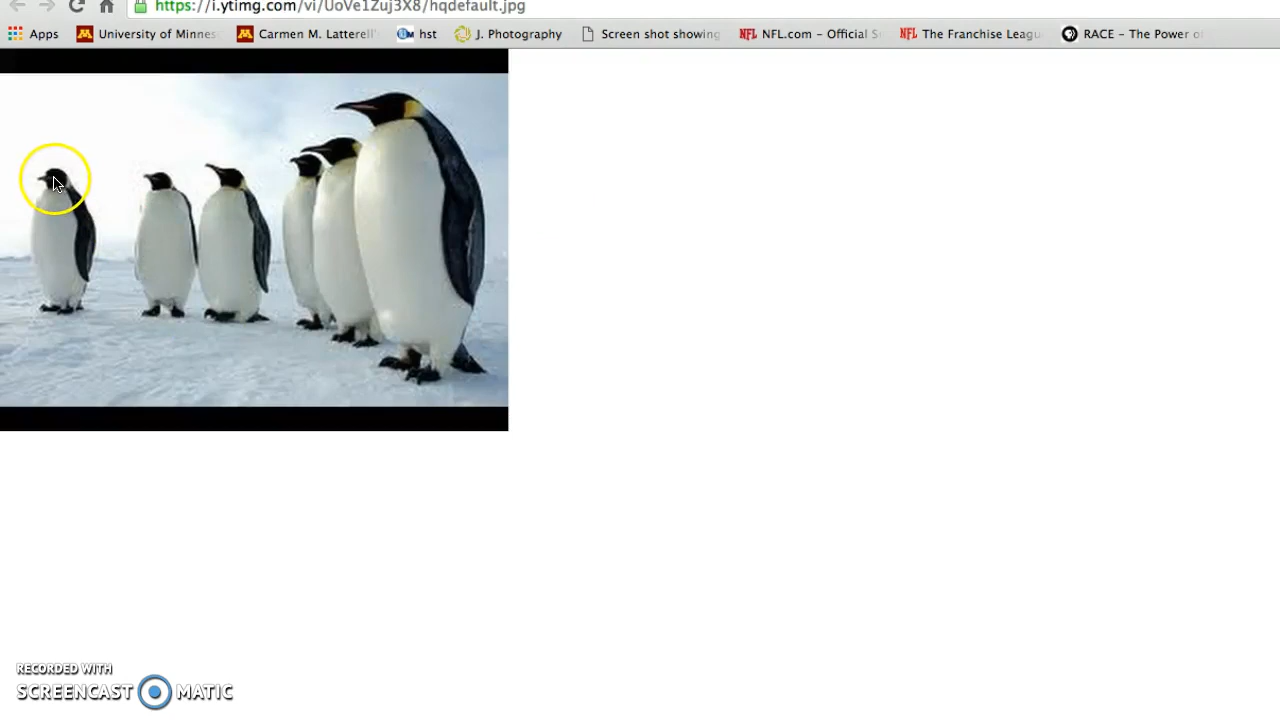 https://i.ytimg.com/vi/UoVe1Zuj3X8/hqdefault.jpg
Apps University of Minnes Carmen M. Latterell' hst J. Photography Screen shot showing NFL.com – Official S NFL The Franchise Leagu RACE – The Power o
RECORDED WITH
SCREENCAST MATIC